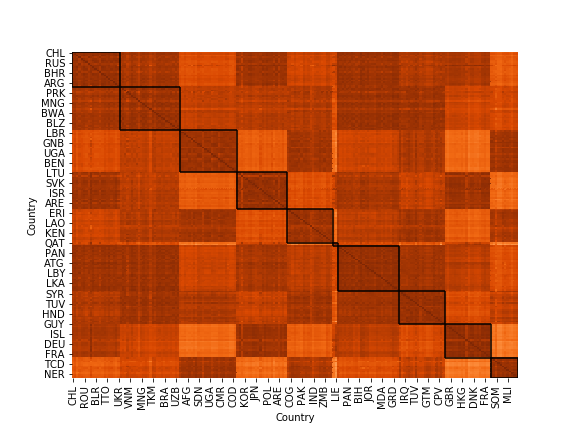 CHL
RUS
BHR
ARG
PRK
MNG
BWA
BLZ
LBR
GNB
UGA
BEN
LTU
SVK
ISR
ARE
ERI
LAO
KEN
QAT
PAN
ATG
LBY
LKA
SYR
TUV
HND
GUY
ISL
DEU
FRA
TCD
NER
Country
CHL
ROU
BLR
TTO
UKR
VNM
MNG
TKM
BRA
UZB
AFG
SDN
UGA
CMR
COD
KOR
JPN
POL
ARE
COG
PAK
IND
ZMB
LIE
PAN
BIH
JOR
MDA
GRD
IRQ
TUV
GTM
CPV
GBR
HKG
DNK
FRA
SOM
MLI
Country